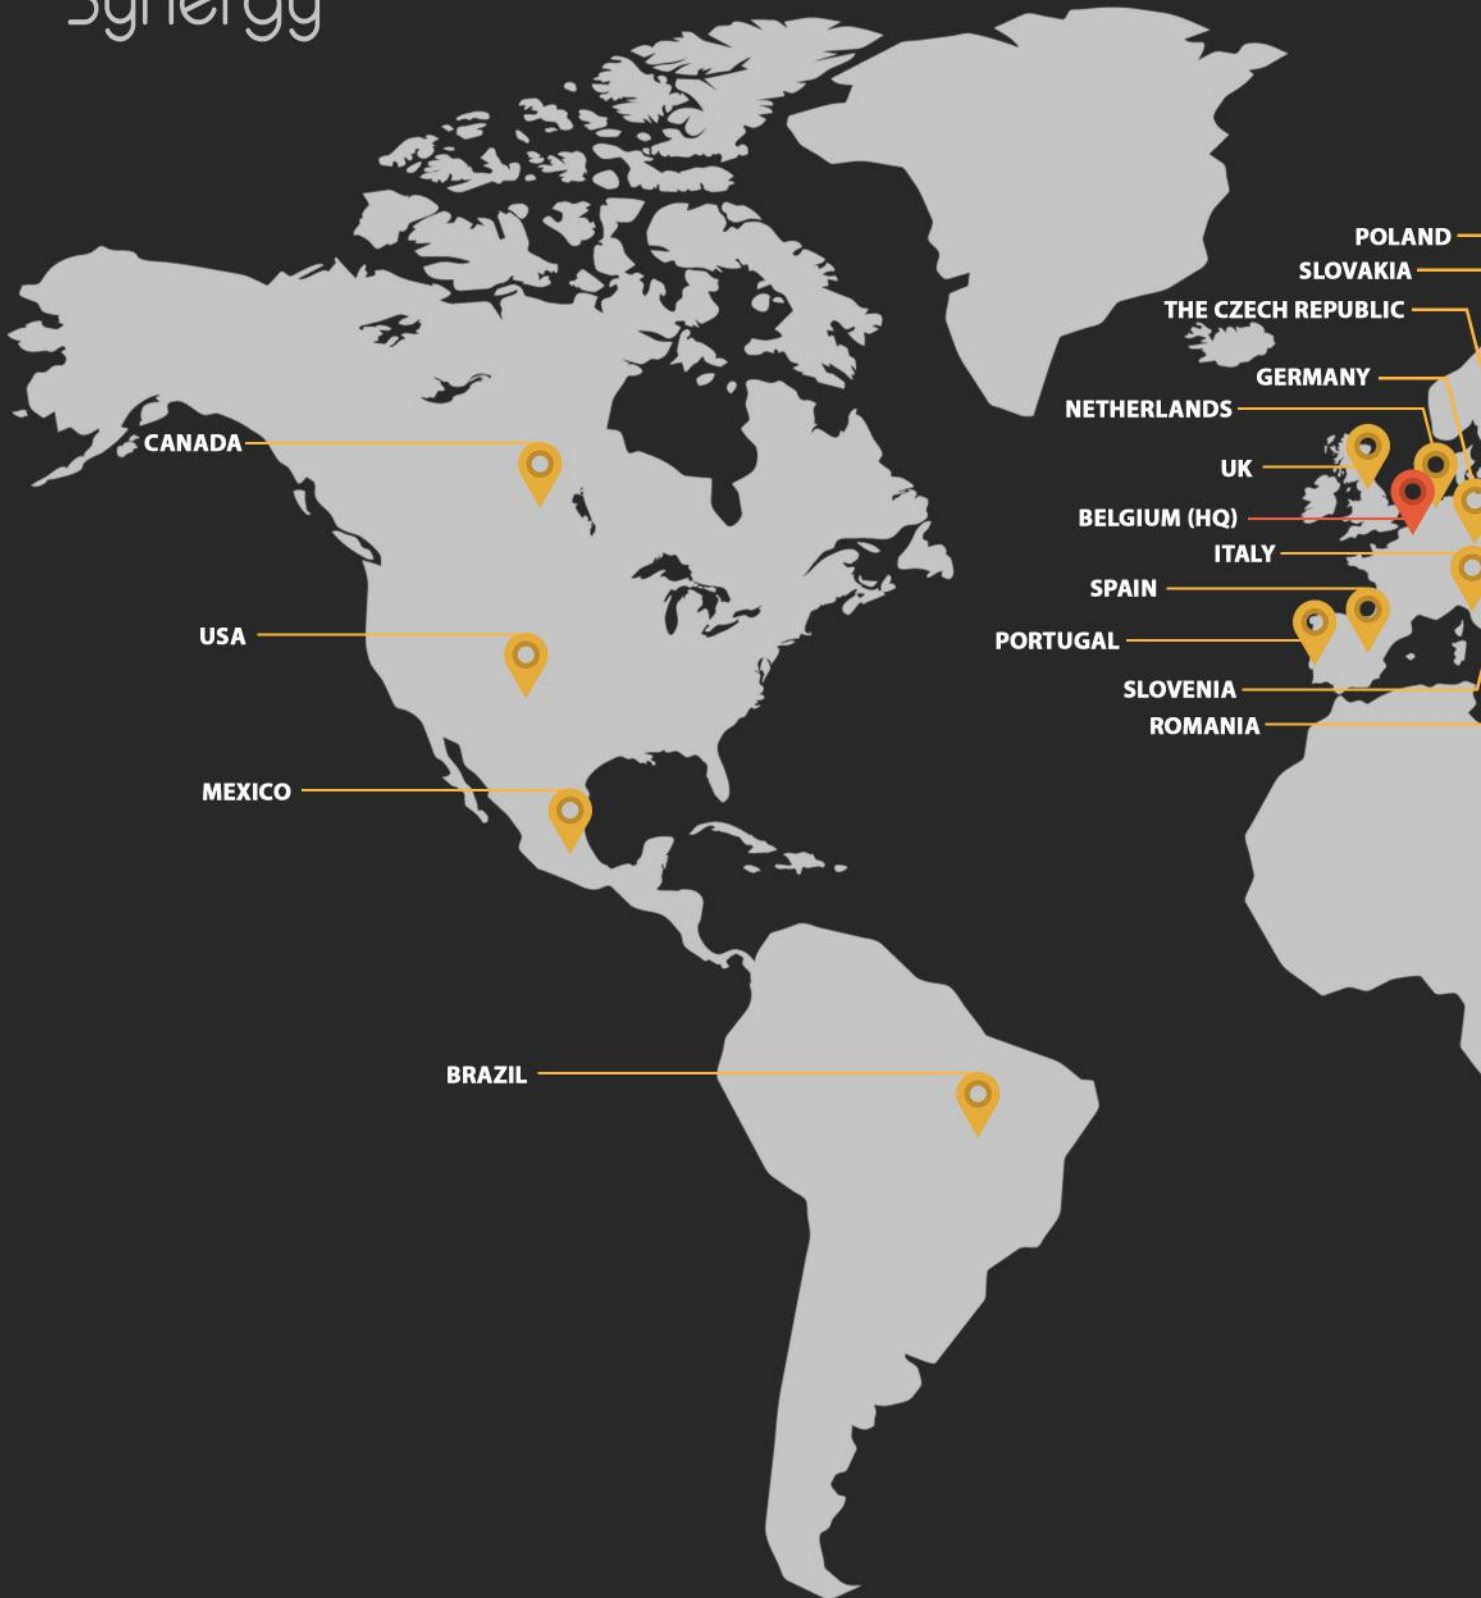 Synergy
POLAND
SLOVAKIA
THE CZECH REPUBLIC
GERMANY
NETHERLANDS
CANADA
UK
BELGIUM (HQ)
ITALY
SPAIN
USA
PORTUGAL
SLOVENIA
ROMANIA
MEXICO
BRAZIL